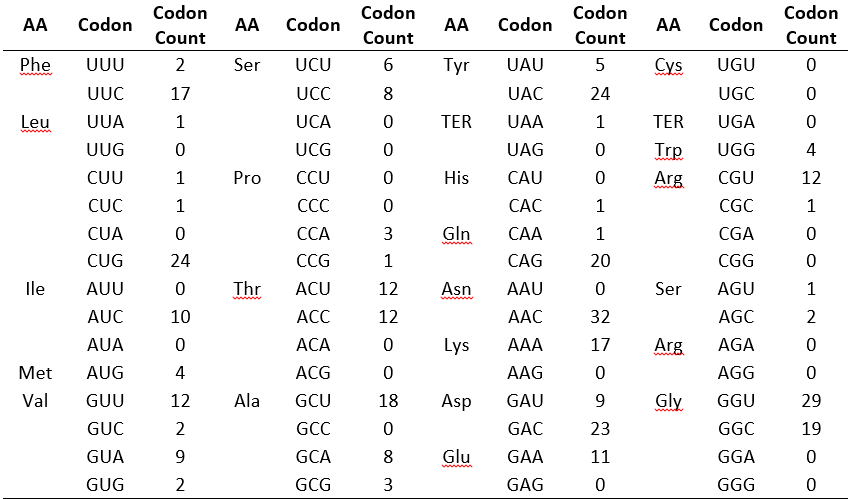 AA Codon Codon Count AA Codon Codon Count AA Codon Codon Count AA Codon Codon Count
Phe UUU 2 Ser UCU 6 Tyr UAU 5 Cys UGU 0
UUC 17 UCC 8 UAC 24 UGC 0
Leu UUA 1 UCA 0 TER UAA 1 TER UGA 0
UUG 0 UCG 0 UAG 0 Trp UGG 4
CUU 1 Pro CCU 0 His CAU 0 Arg CGU 12
CUC 1 CCC 0 CAC 1 CGC 1
CUA 0 CCA 3 Gln CAA 1 CGA 0
CUG 24 CCG 1 CAG 20 CGG 0
Ile AUU 0 Thr ACU 12 Asn AAU 0 Ser AGU 1
AUC 10 ACC 12 AAC 32 AGC 2
AUA 0 ACA 0 Lys AAA 17 Arg AGA 0
Met AUG 4 ACG 0 AAG 0 AGG 0
Val GUU 12 Ala GCU 18 Asp GAU 9 Gly GGU 29
GUC 2 GCC 0 GAC 23 GGC 19
GUA 9 GCA 8 Glu GAA 11 GGA 0
GUG 2 GCG 3 GAG 0 GGG 0